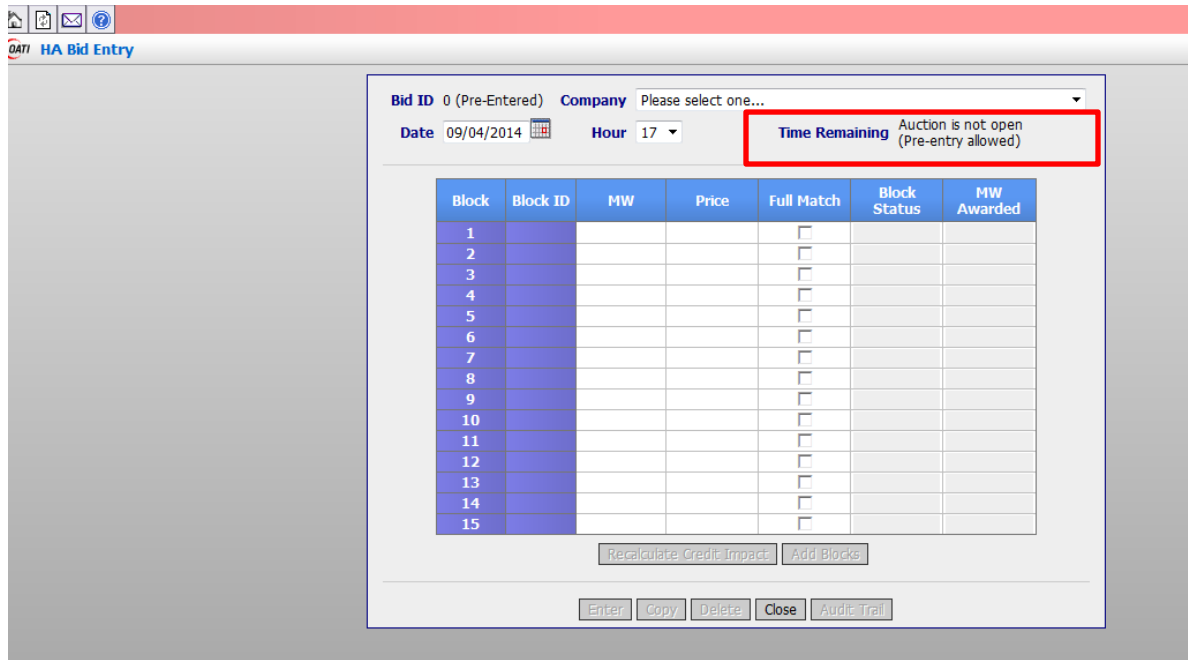 OATI HA Bid Entry
Bid ID 0 (Pre-Entered) Company Please select one...
Date 09/04/2014 Hour 17 Time Remaining Auction is not open
(Pre-entry allowed)
Block Block ID MW Price Full Match Block Status MW Awarded
1
2
3
4
5
6
7
8
9
10
11
12
13
14
15
Recalculate Credit Impact Add Blocks
Enter Copy Delete Close Audit Trail